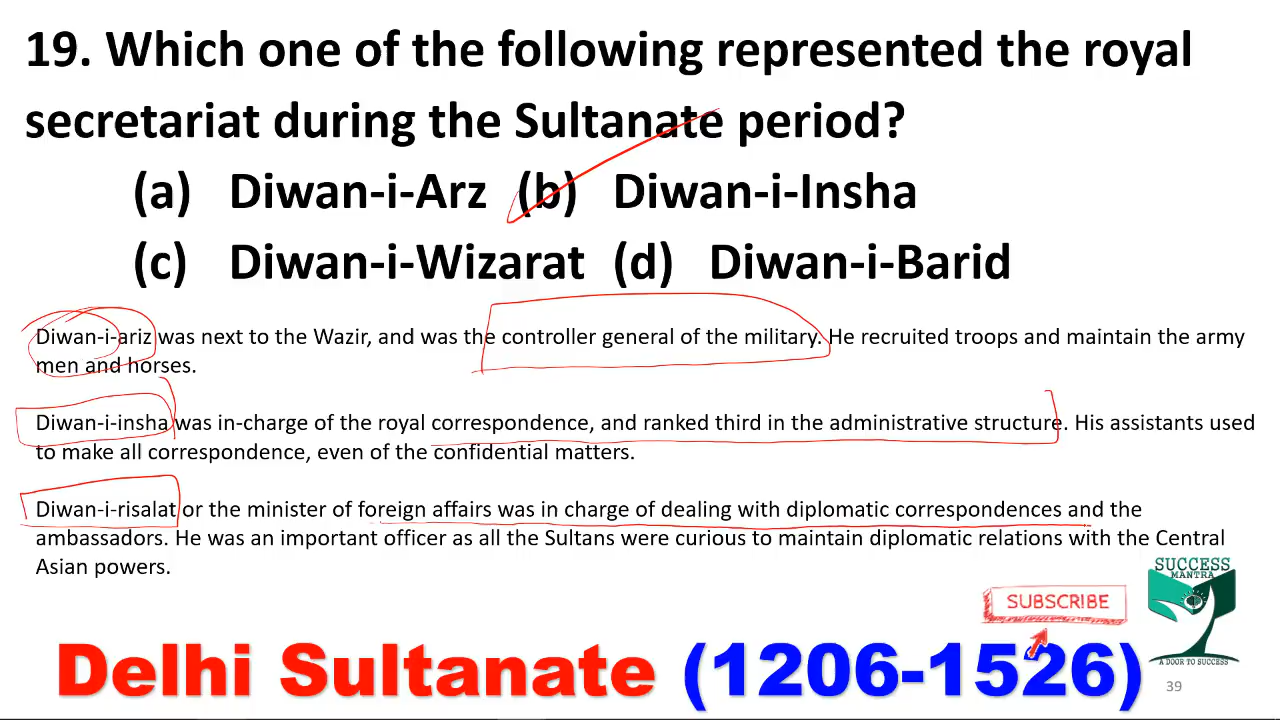 19. Which one of the following represented the royal
secretariat during the Sultanate period?
(a) Diwan-i-Arz (b) Diwan-i-Insha
(c) Diwan-i-Wizarat (d) Diwan-i-Barid
Diwan-i-ariz was next to the Wazir, and was the controller general of the military. He recruited troops and maintain the army
men and horses.
Diwan-i-insha was in-charge of the royal correspondence, and ranked third in the administrative structure. His assistants used
to make all correspondence, even of the confidential matters.
Diwan-i-risalat or the minister of foreign affairs was in charge of dealing with diplomatic correspondences and the
ambassadors. He was an important officer as all the Sultans were curious to maintain diplomatic relations with the Central
Asian powers.
SUCCESS
MANTRA
SUBSCRIBE
Delhi Sultanate (1206-1526)
A DOOR TO SUCCESS
39